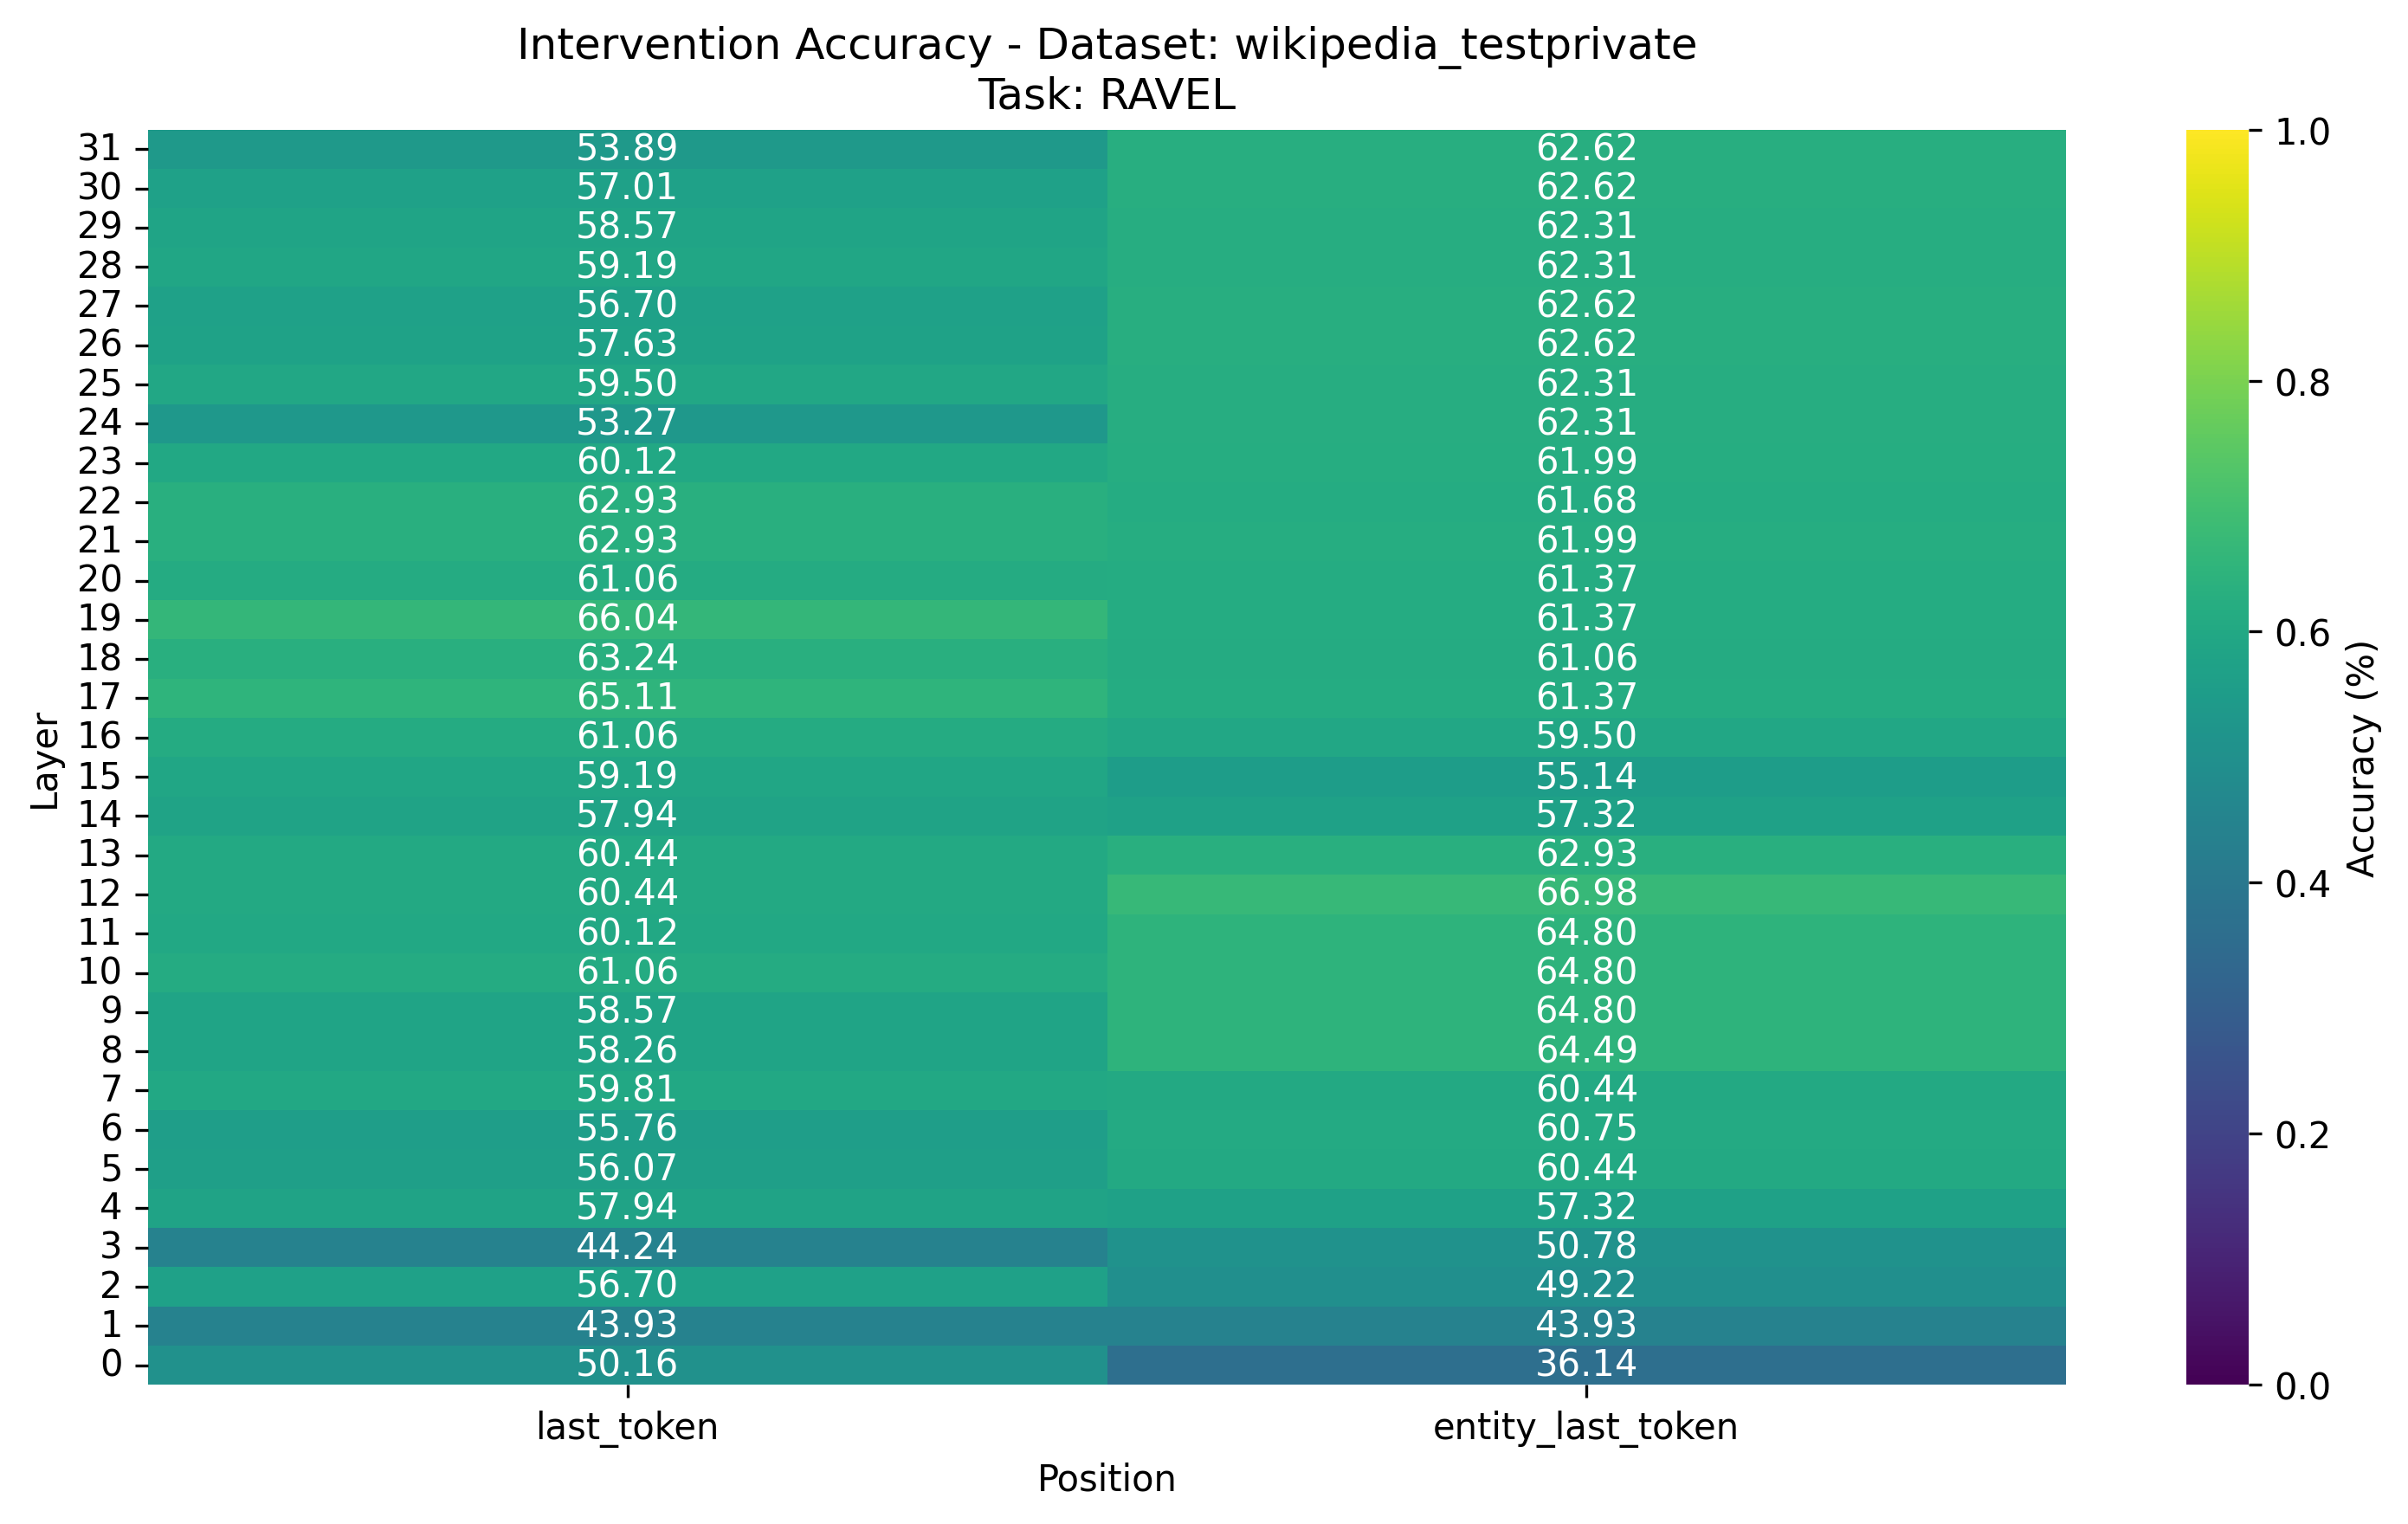 Intervention Accuracy - Dataset: wikipedia_testprivate
Task: RAVEL
31 53.89 62.62
30 57.01 62.62
29 58.57 62.31
28 59.19 62.31
27 56.70 62.62
26 57.63 62.62
25 59.50 62.31
24 53.27 62.31
23 60.12 61.99
22 62.93 61.68
21 62.93 61.99
20 61.06 61.37
19 66.04 61.37
18 63.24 61.06
17 65.11 61.37
16 61.06 59.50
15 59.19 55.14
14 57.94 57.32
13 60.44 62.93
12 60.44 66.98
11 60.12 64.80
10 61.06 64.80
9 58.57 64.80
8 58.26 64.49
7 59.81 60.44
6 55.76 60.75
5 56.07 60.44
4 57.94 57.32
3 44.24 50.78
2 56.70 49.22
1 43.93 43.93
0 50.16 36.14
last_token entity_last_token
Position
Layer
1.0
0.8
0.6
0.4
0.2
0.0
Accuracy (%)